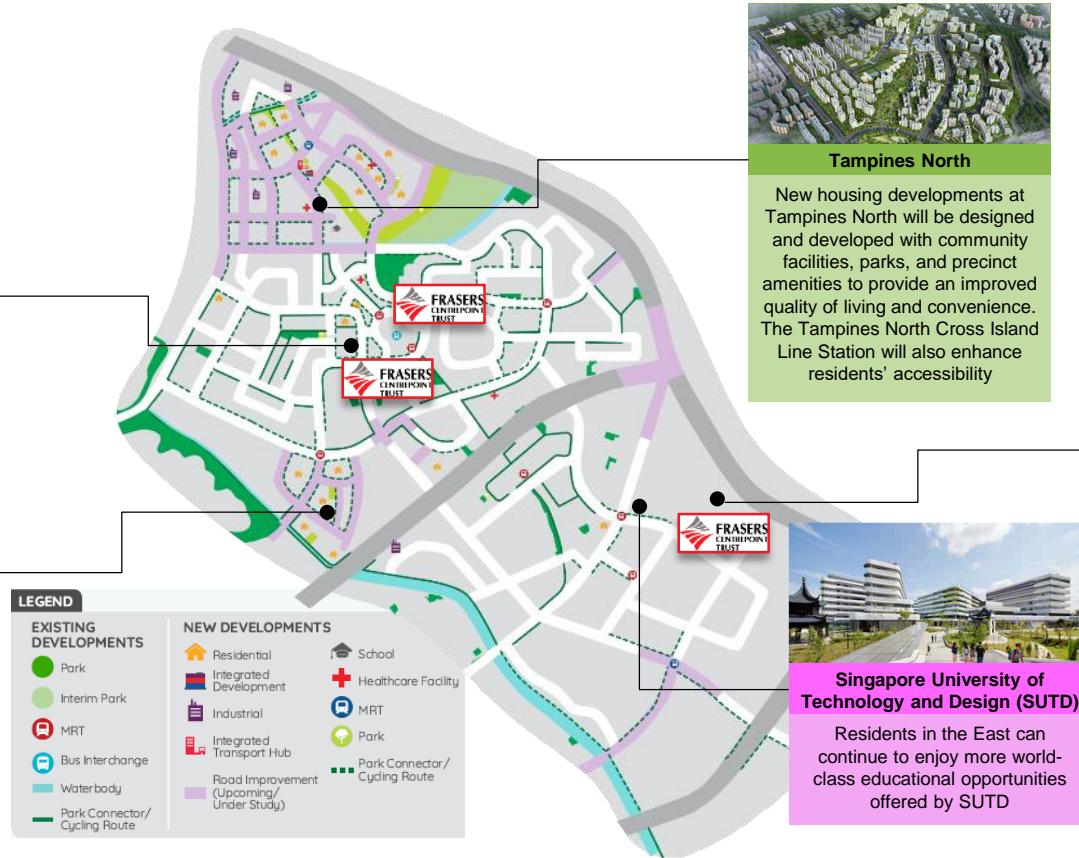 Tampines North
New housing developments at
Tampines North will be designed
and developed with community
facilities, parks, and precinct
amenities to provide an improved
quality of living and convenience.
The Tampines North Cross Island
Line Station will also enhance
residents’ accessibility
FRASERS
CENTREPOINT
TRUST
FRASERS
CENTREPOINT
TRUST
FRASERS
CENTREPOINT
TRUST
Singapore University of
Technology and Design (SUTD)
Residents in the East can
continue to enjoy more world-
class educational opportunities
offered by SUTD
LEGEND
EXISTING
DEVELOPMENTS
Park
Interim Park
MRT
Bus Interchange
Waterbody
Park Connector/
Cycling Route
NEW DEVELOPMENTS
Residential
Integrated
Development
Industrial
Integrated
Transport Hub
Road Improvement
(Upcoming/
Under Study)
School
Healthcare Facility
MRT
Park
Park Connector/
Cycling Route